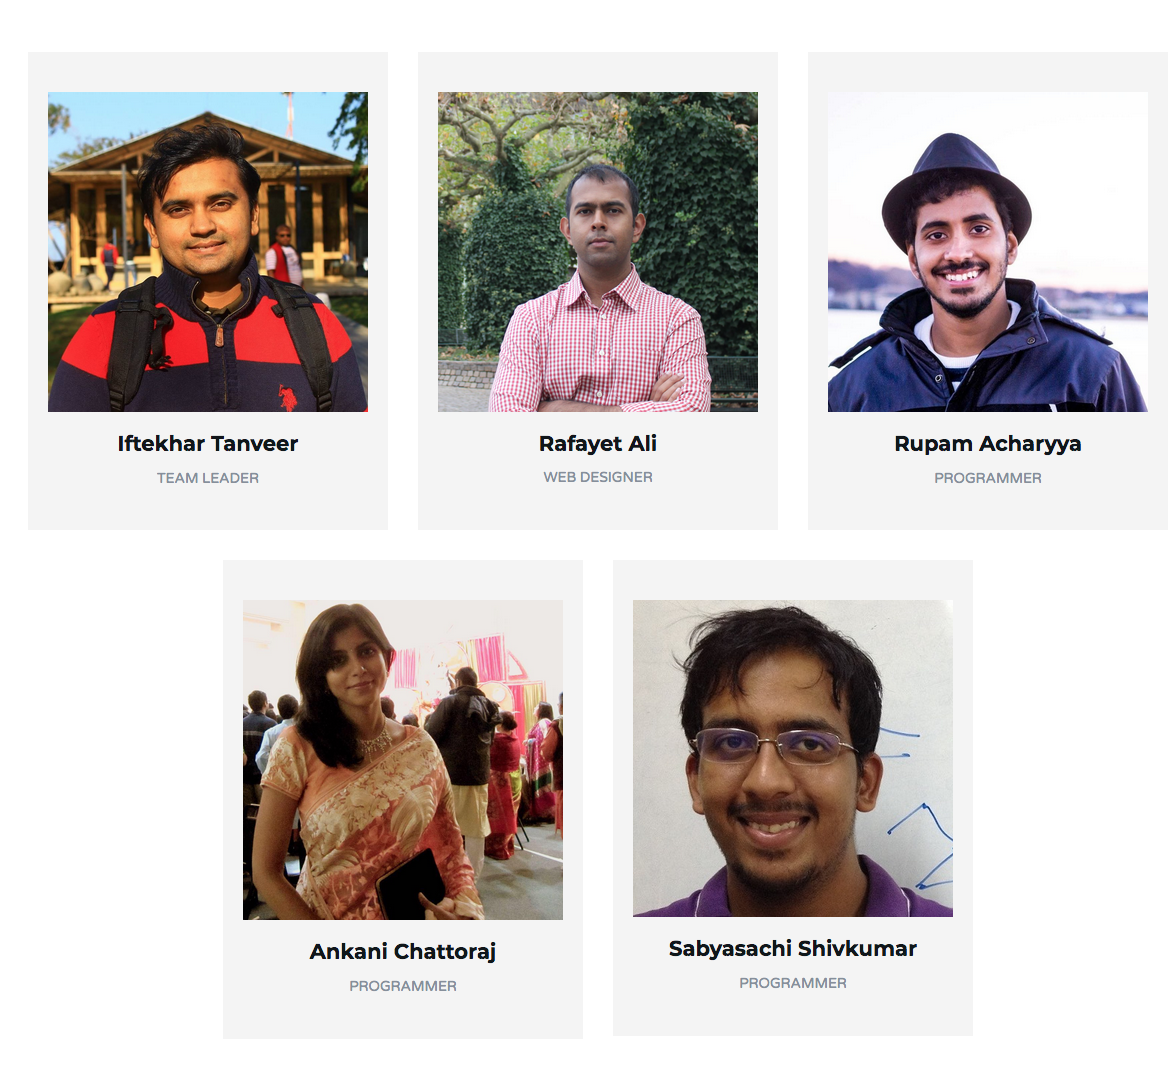 Iftekhar Tanveer
TEAM LEADER
Rafayet Ali
WEB DESIGNER
Rupam Acharyya
PROGRAMMER
Ankani Chattoraj
PROGRAMMER
Sabyasachi Shivkumar
PROGRAMMER